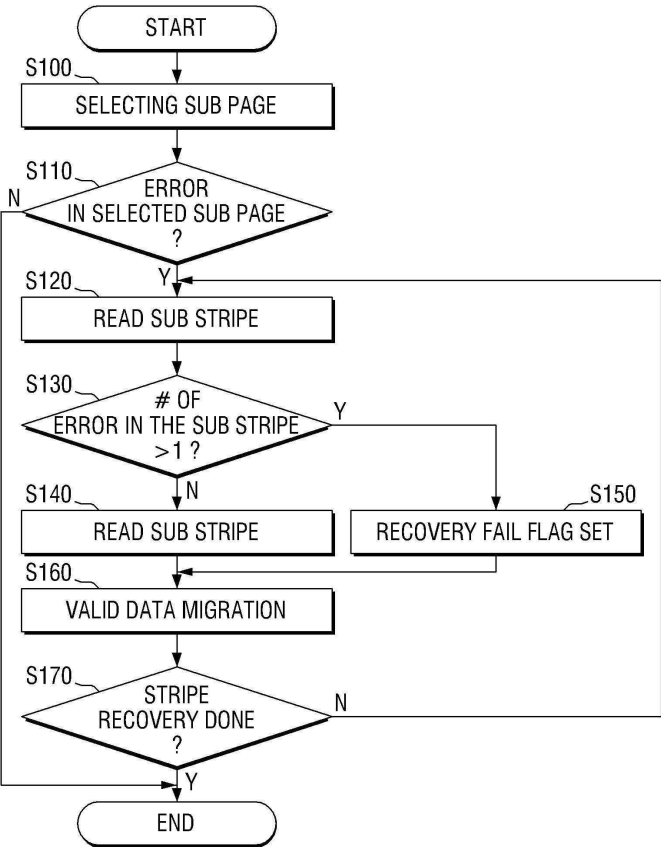 START
S100
SELECTING SUB PAGE
S110
N
ERROR
IN SELECTED SUB PAGE
?
Y
S120
READ SUB STRIPE
S130
# OF
ERROR IN THE SUB STRIPE
>1 ?
Y
N
S140
READ SUB STRIPE
S150
RECOVERY FAIL FLAG SET
S160
VALID DATA MIGRATION
S170
STRIPE
RECOVERY DONE
?
N
Y
END